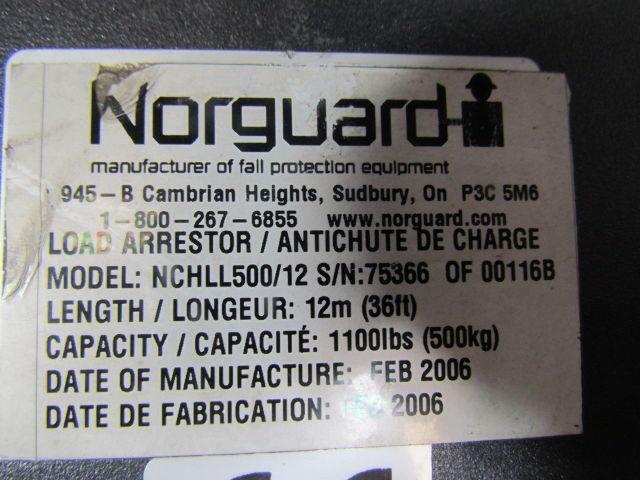 Norguard
manufacturer of fall protection equipment
945-B Cambrian Heights, Sudbury, On P3C 5M6
1-800-267-6855 www.norguard.com
LOAD ARRESTOR / ANTICHUTE DE CHARGE
MODEL: NCHLL500/12 S/N:75366 OF 00116B
LENGTH / LONGEUR: 12m (36ft)
CAPACITY / CAPACITÉ: 1100lbs (500kg)
DATE OF MANUFACTURE: FEB 2006
DATE DE FABRICATION: FEB 2006